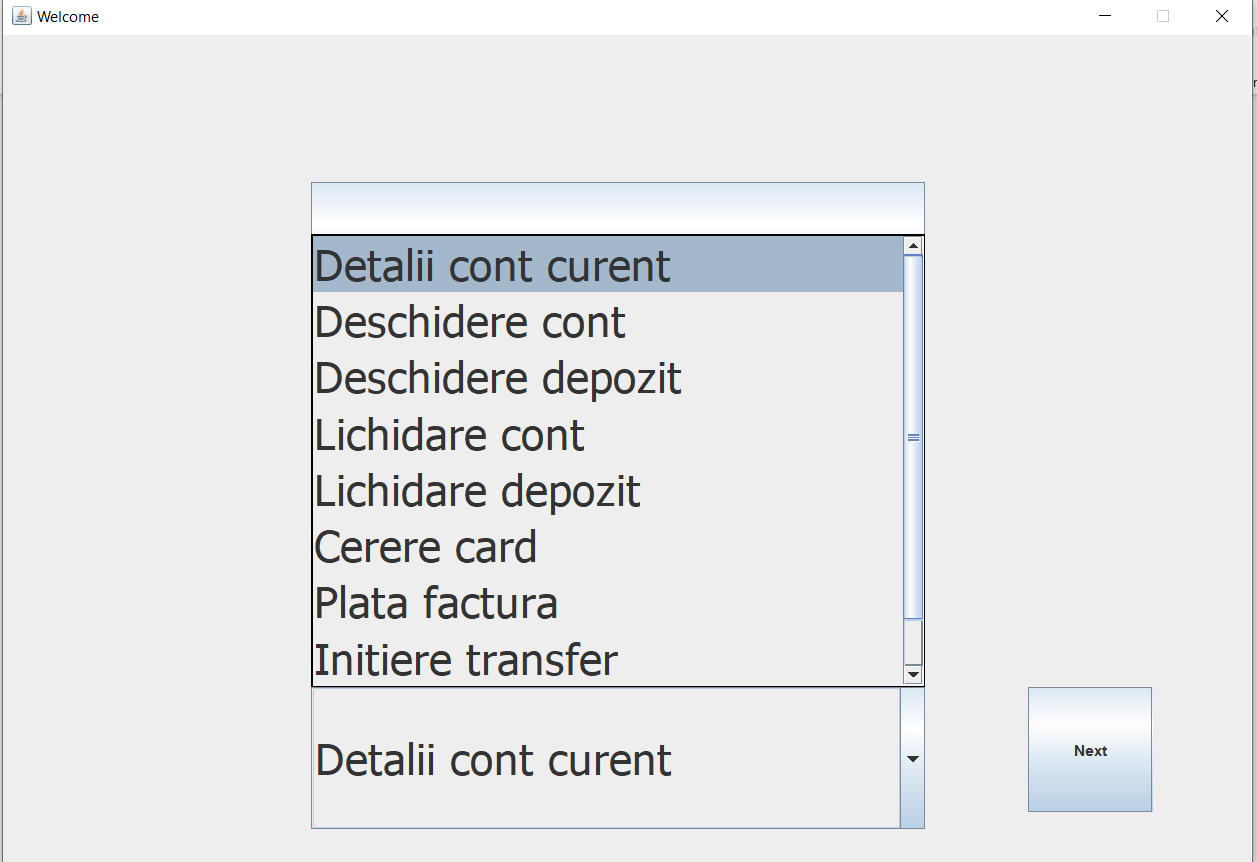 Welcome
Detalii cont curent
Deschidere cont
Deschidere depozit
Lichidare cont
Lichidare depozit
Cerere card
Plata factura
Initiere transfer
Detalii cont curent
Next